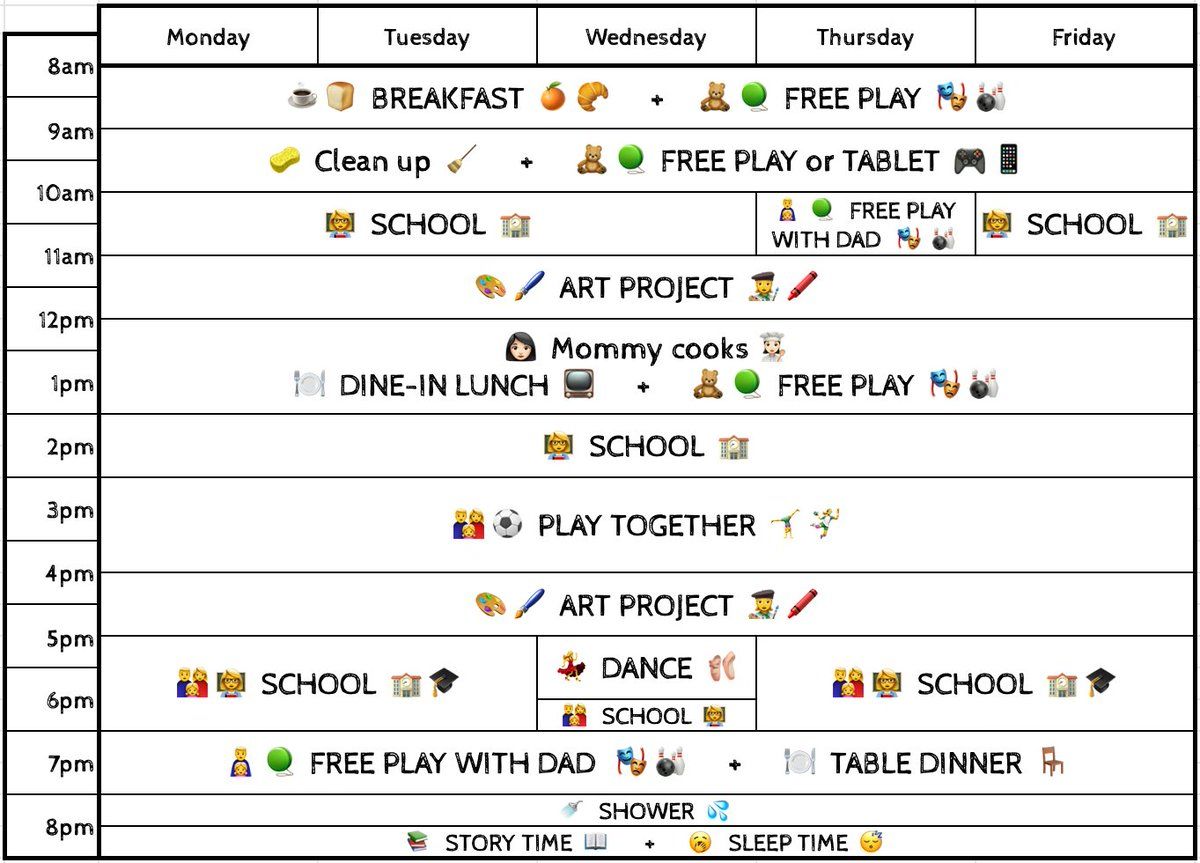 Monday Tuesday Wednesday Thursday Friday
8am
BREAKFAST + FREE PLAY
9am
Clean up + FREE PLAY or TABLET
10am
SCHOOL
FREE PLAY
WITH DAD
SCHOOL
11am
ART PROJECT
12pm
Mommy cooks
1pm
DINE-IN LUNCH + FREE PLAY
2pm
SCHOOL
3pm
PLAY TOGETHER
4pm
ART PROJECT
5pm
SCHOOL
DANCE
SCHOOL
6pm
SCHOOL
7pm
FREE PLAY WITH DAD + TABLE DINNER
SHOWER
8pm
STORY TIME + SLEEP TIME